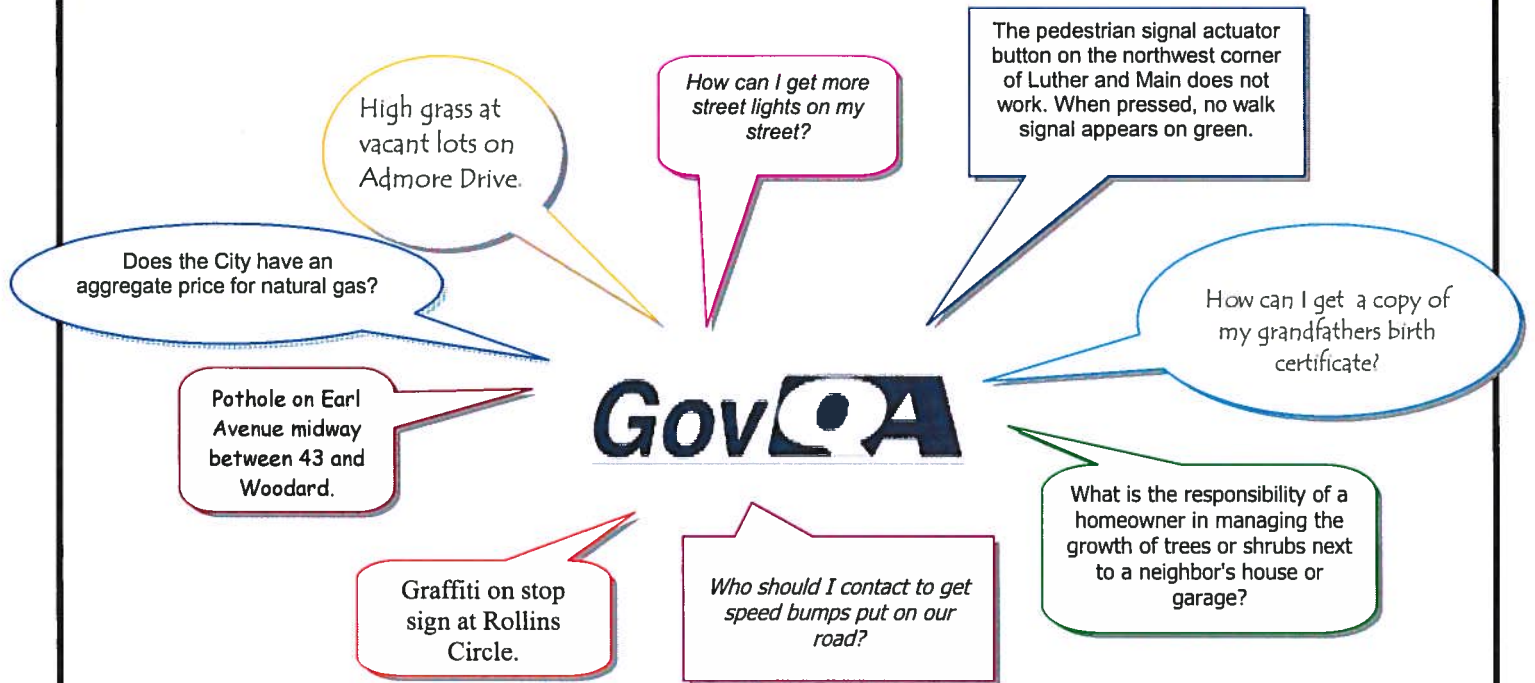 The pedestrian signal actuator
button on the northwest corner
of Luther and Main does not
work. When pressed, no walk
signal appears on green.
How can I get more
street lights on my
street?
High grass at
vacant lots on
Admore Drive.
Does the City have an
aggregate price for natural gas?
How can I get a copy of
my grandfathers birth
certificate?
GovQA
Pothole on Earl
Avenue midway
between 43 and
Woodard.
What is the responsibility of a
homeowner in managing the
growth of trees or shrubs next
to a neighbor's house or
garage?
Graffiti on stop
sign at Rollins
Circle.
Who should I contact to get
speed bumps put on our
road?